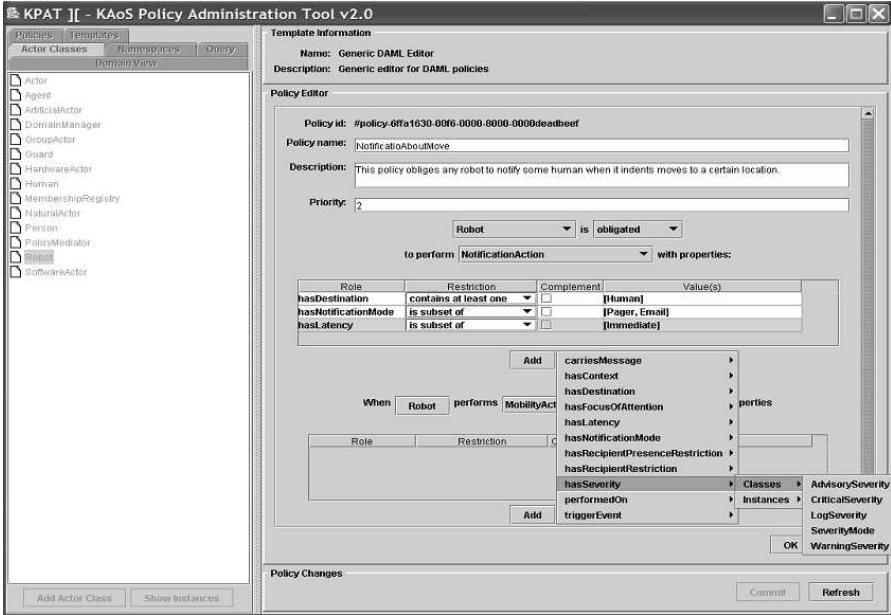 KPAT ][ - KAoS Policy Administration Tool v2.0
Policies Templates
Actor Classes Namespaces Query
Domain View
Actor
Agent
ArtificialActor
DomainManager
GroupActor
Guard
HardwareActor
Human
MembershipRegistry
NaturalActor
Person
PolicyMediator
Robot
SoftwareActor
Add Actor Class Show Instances
Template Information
Name: Generic DAML Editor
Description: Generic editor for DAML policies
Policy Editor
Policy id: #policy-6ffa1630-00f6-0000-8000-0000deadbeef
Policy name: NotificatioAboutMove
Description: This policy obliges any robot to notify some human when it indents moves to a certain location.
Priority: 2
Robot is obligated
to perform NotificationAction with properties:
Role Restriction Complement Value(s)
hasDestination contains at least one [Human]
hasNotificationMode is subset of [Pager, Email]
hasLatency is subset of [Immediate]
Add
When Robot performs MobilityAct perties
Role Restriction C
Add
carriesMessage
hasContext
hasDestination
hasFocusOfAttention
hasLatency
hasNotificationMode
hasRecipientPresenceRestriction
hasRecipientRestriction
hasSeverity
performedOn
triggerEvent
Classes
Instances
AdvisorySeverity
CriticalSeverity
LogSeverity
SeverityMode
WarningSeverity
OK
Policy Changes
Commit Refresh